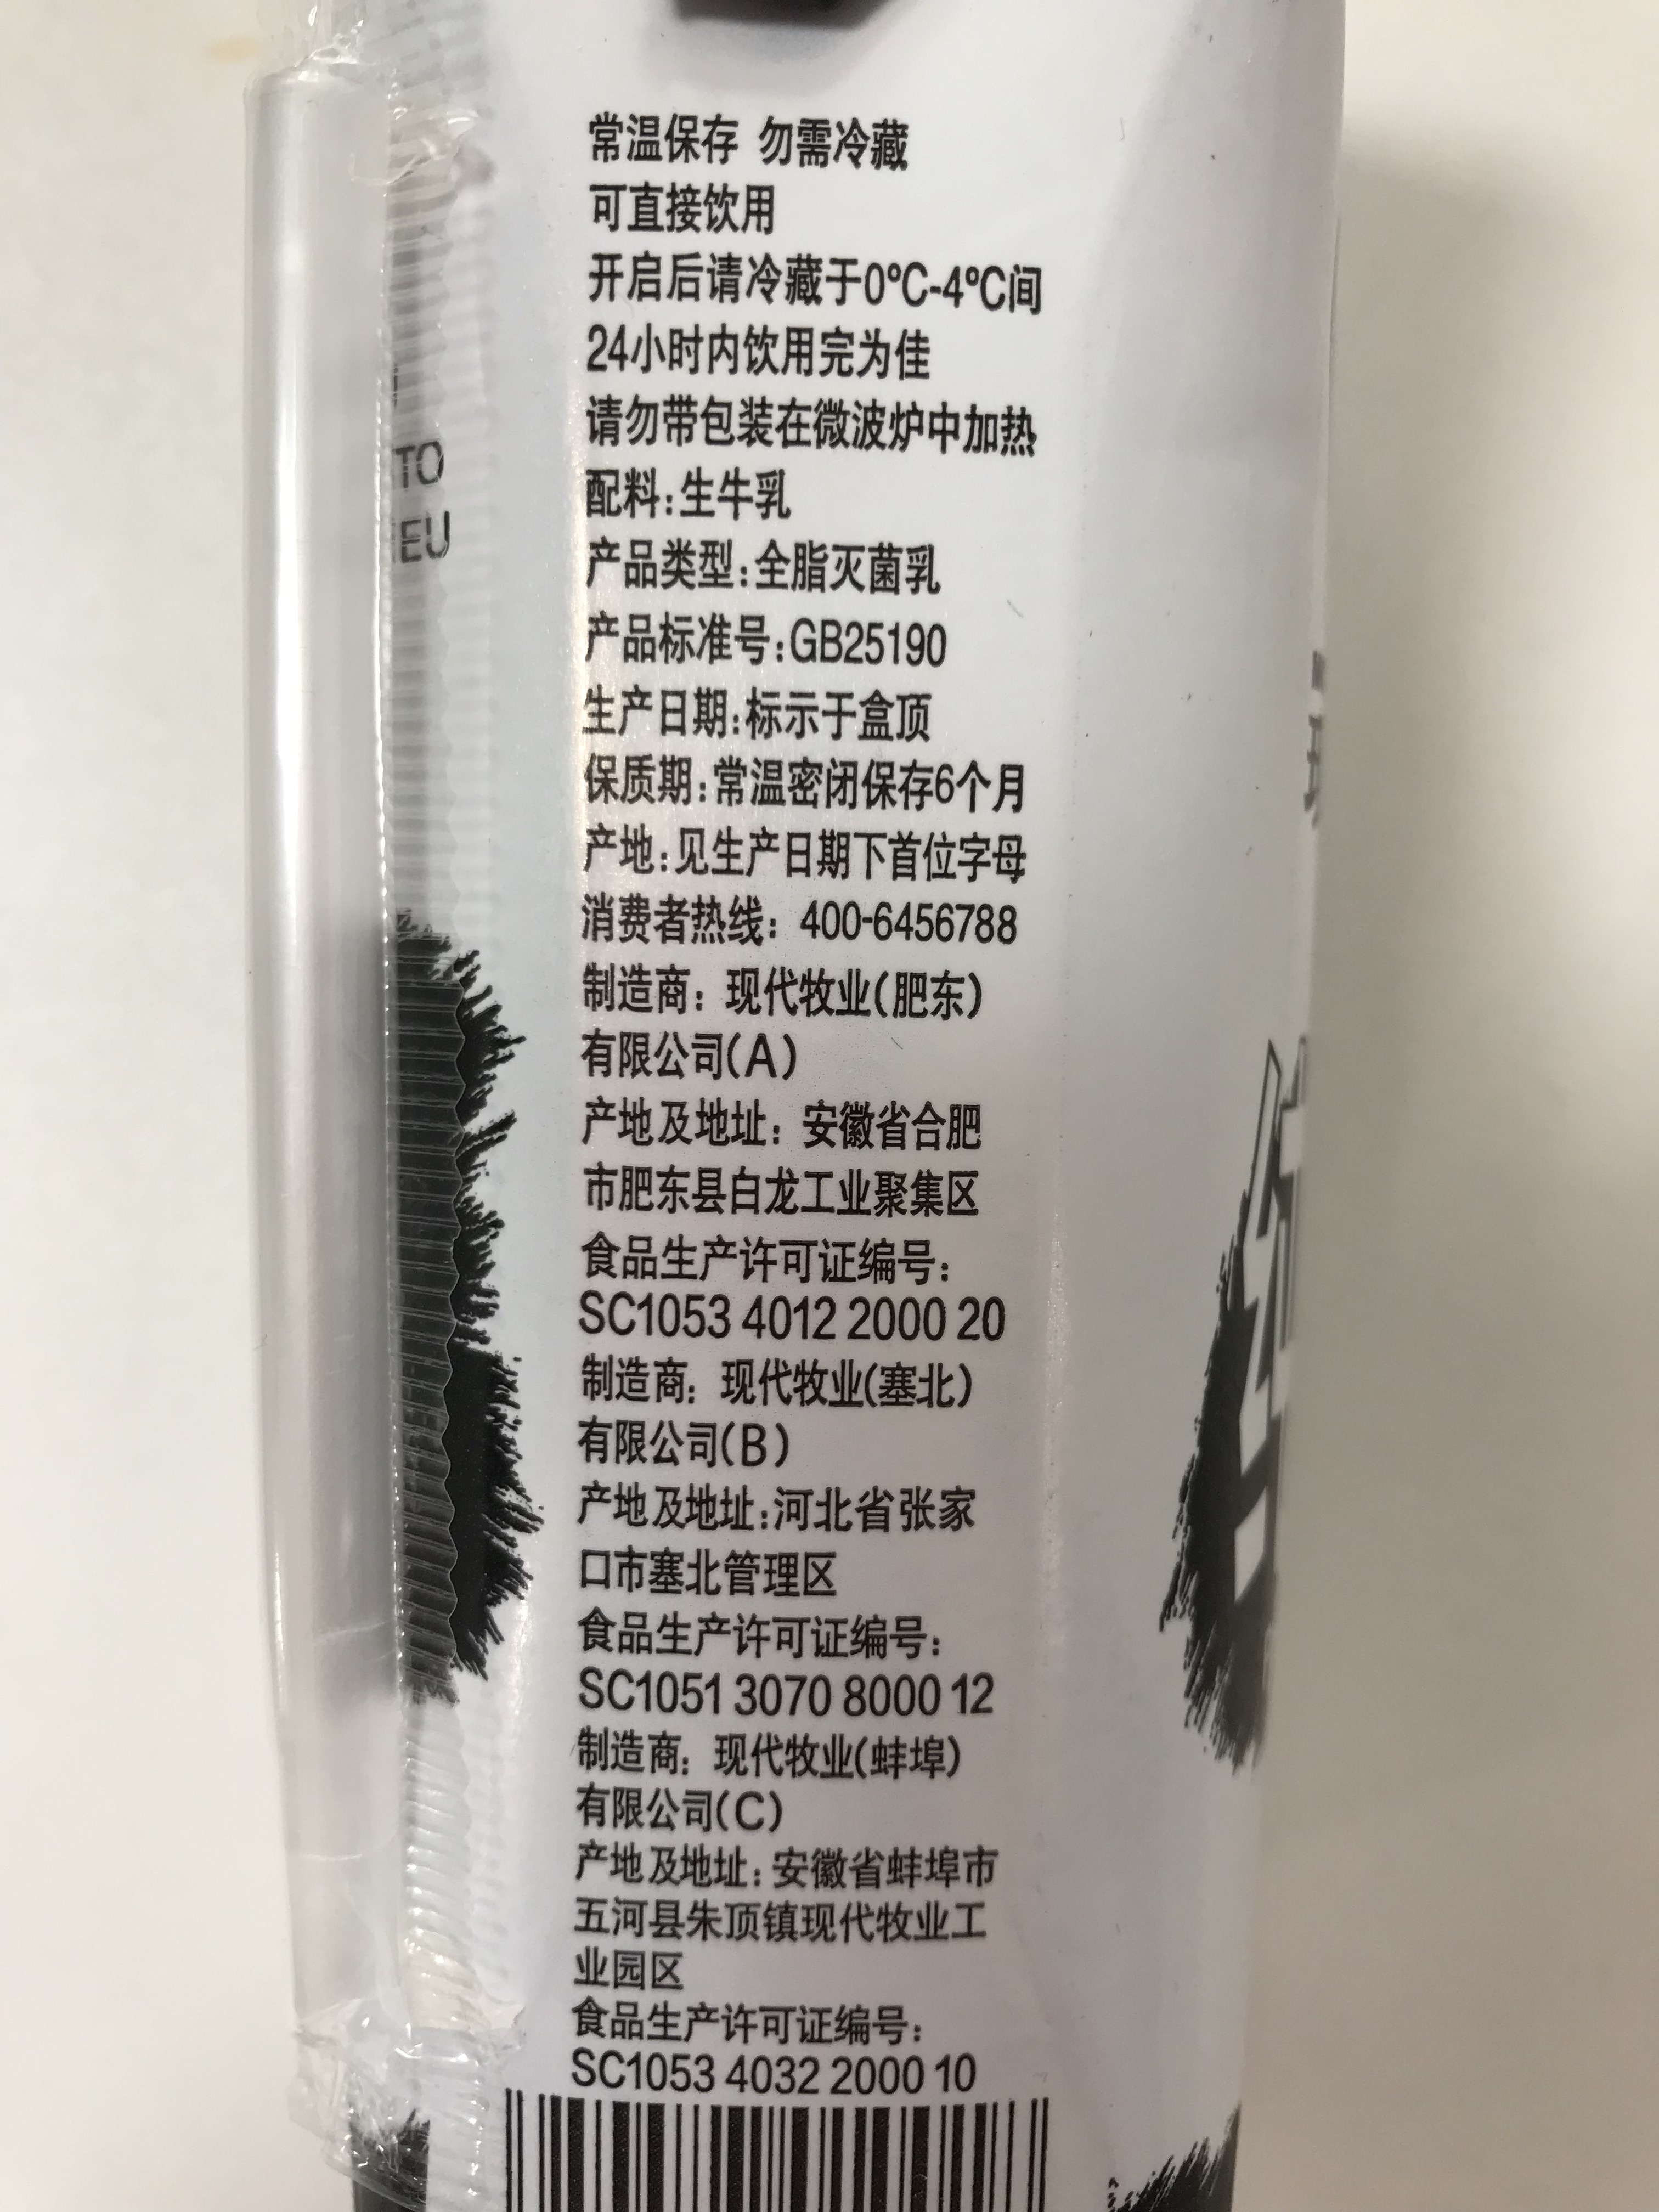 常温保存 勿需冷藏
可直接饮用
开启后请冷藏于0℃-4℃间
24小时内饮用完为佳
请勿带包装在微波炉中加热
配料:生牛乳
产品类型:全脂灭菌乳
产品标准号:GB25190
生产日期:标示于盒顶
保质期:常温密闭保存6个月
产地:见生产日期下首位字母
消费者热线: 400-6456788
制造商: 现代牧业(肥东)
有限公司(A)
产地及地址: 安徽省合肥
市肥东县白龙工业聚集区
食品生产许可证编号:
SC1053 4012 2000 20
制造商: 现代牧业(塞北)
有限公司(B)
产地及地址:河北省张家
口市塞北管理区
食品生产许可证编号:
SC1051 3070 8000 12
制造商: 现代牧业(蚌埠)
有限公司(C)
产地及地址:安徽省蚌埠市
五河县朱顶镇现代牧业工
业园区
食品生产许可证编号:
SC1053 4032 2000 10
TO
EU